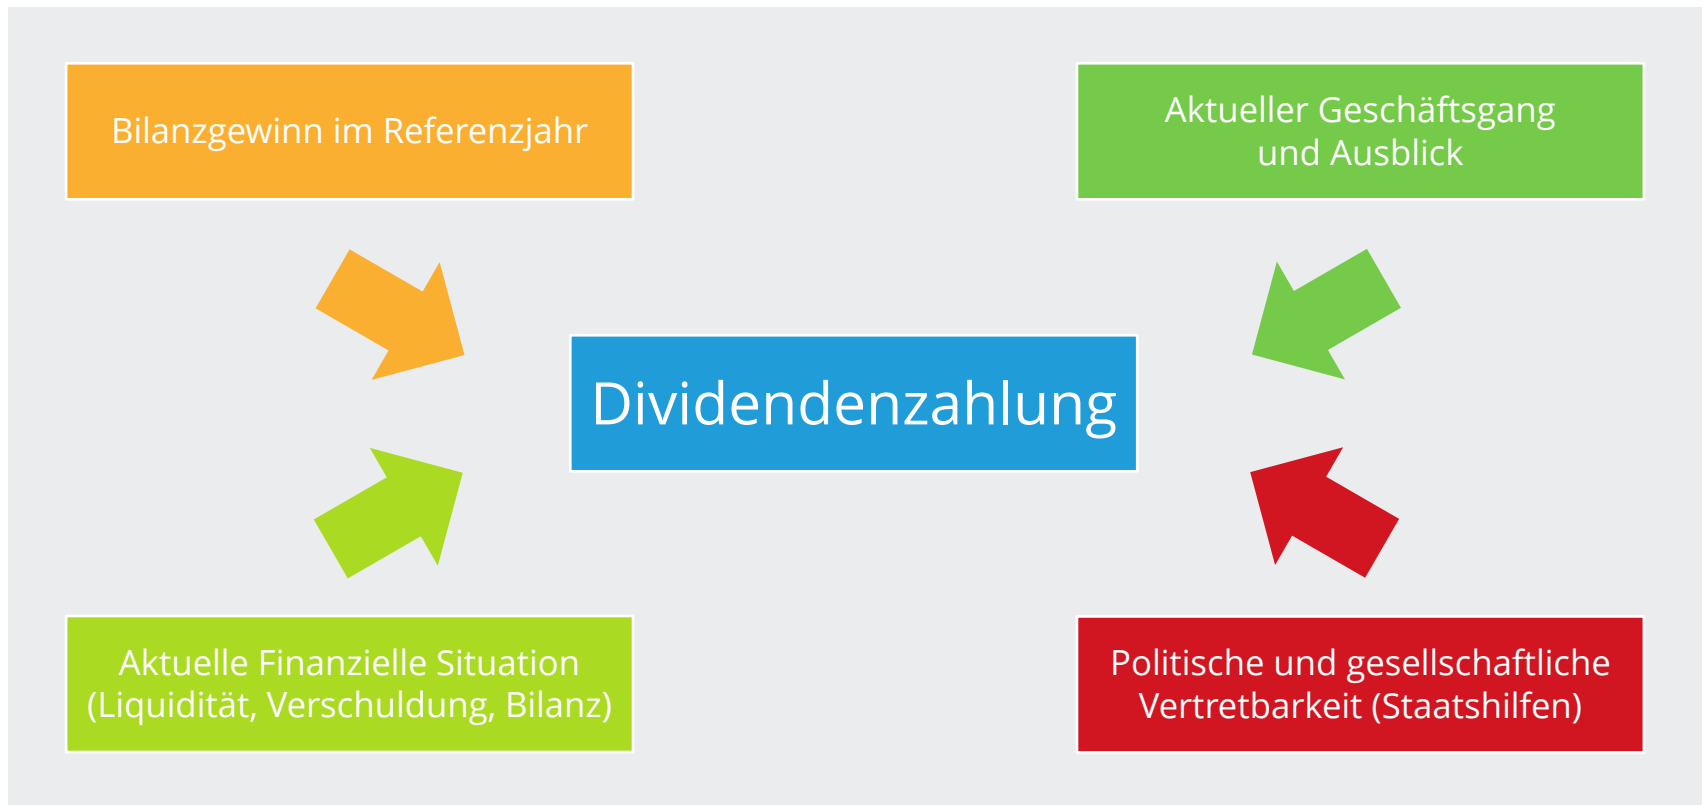 Bilanzgewinn im Referenzjahr
Aktueller Geschäftsgang
und Ausblick
Dividendenzahlung
Aktuelle Finanzielle Situation
(Liquidität, Verschuldung, Bilanz)
Politische und gesellschaftliche
Vertretbarkeit (Staatshilfen)